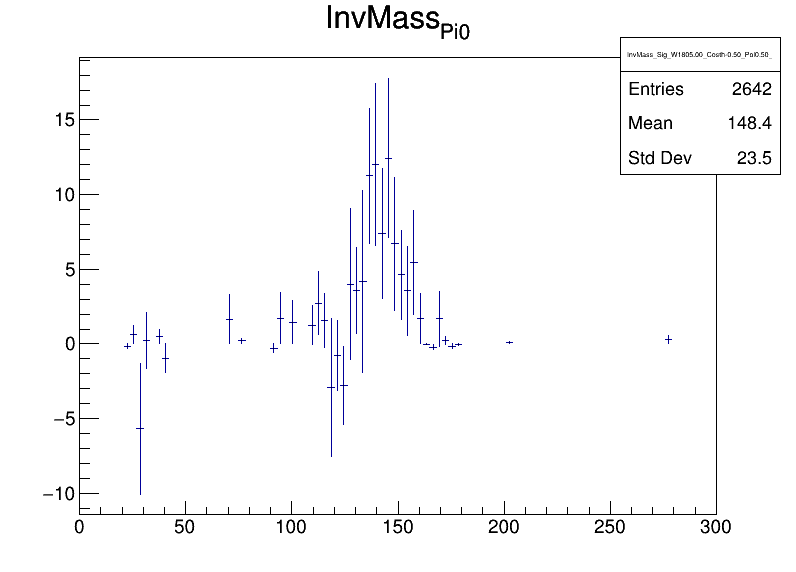 InvMass_Pi0
InvMass_Sig_W1805.00_Costh-0.50_Pol0.50_
Entries 2642
Mean 148.4
Std Dev 23.5
15
10
5
0
−5
−10
0 50 100 150 200 250 300